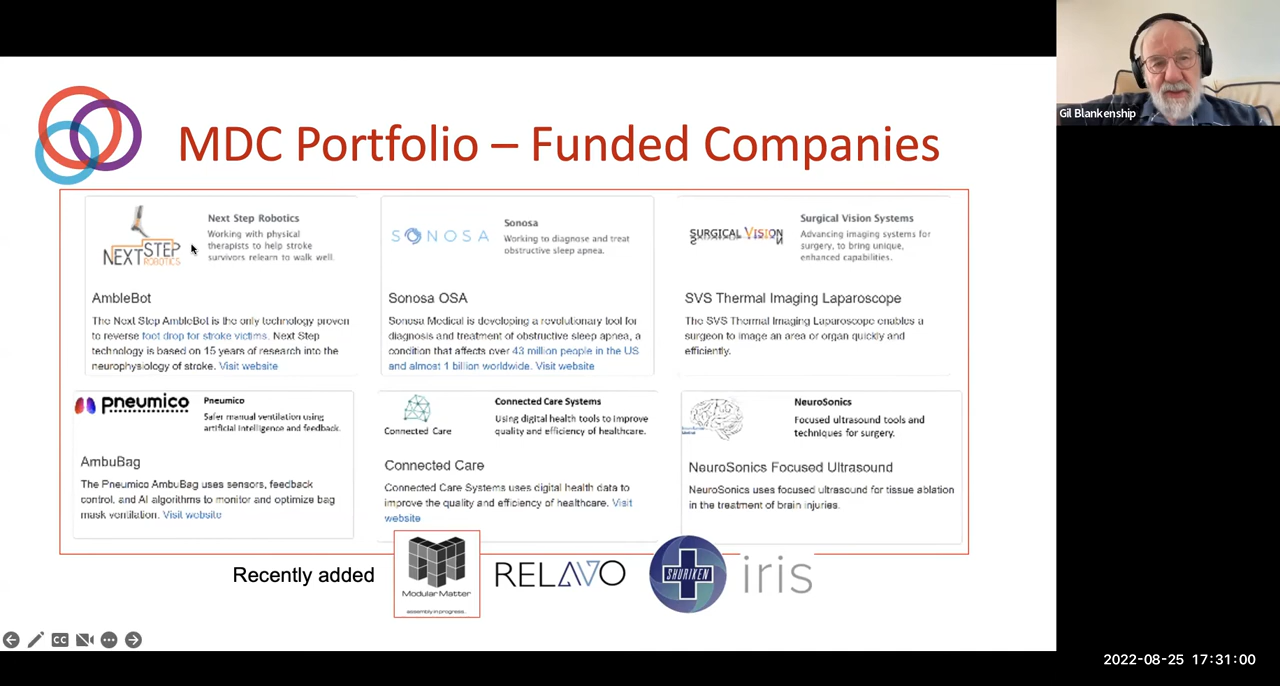 Gil Blankenship
MDC Portfolio – Funded Companies
NEXT STEP
ROBOTICS
Next Step Robotics
Working with physical
therapists to help stroke
survivors relearn to walk well.
AmbleBot
The Next Step AmbleBot is the only technology proven
to reverse foot drop for stroke victims. Next Step
technology is based on 15 years of research into the
neurophysiology of stroke. Visit website
SONOSA
Sonosa
Working to diagnose and treat
obstructive sleep apnea.
Sonosa OSA
Sonosa Medical is developing a revolutionary tool for
diagnosis and treatment of obstructive sleep apnea, a
condition that affects over 43 million people in the US
and almost 1 billion worldwide. Visit website
SURGICAL VISION
Surgical Vision Systems
Advancing imaging systems for
surgery, to bring unique,
enhanced capabilities.
SVS Thermal Imaging Laparoscope
The SVS Thermal Imaging Laparoscope enables a
surgeon to image an area or organ quickly and
efficiently.
pneumico
Pneumico
Safer manual ventilation using
artificial intelligence and feedback.
AmbuBag
The Pneumico AmbuBag uses sensors, feedback
control, and AI algorithms to monitor and optimize bag
mask ventilation. Visit website
Connected Care
Connected Care Systems
Using digital health tools to improve
quality and efficiency of healthcare.
Connected Care
Connected Care Systems uses digital health data to
improve the quality and efficiency of healthcare. Visit
website
NeuroSonics
Focused ultrasound tools and
techniques for surgery.
NeuroSonics Focused Ultrasound
NeuroSonics uses focused ultrasound for tissue ablation
in the treatment of brain injuries.
Recently added
Modular Matter
assembly in progress.
RELAVO
SHURIKEN
iris
CC
2022-08-25 17:31:00